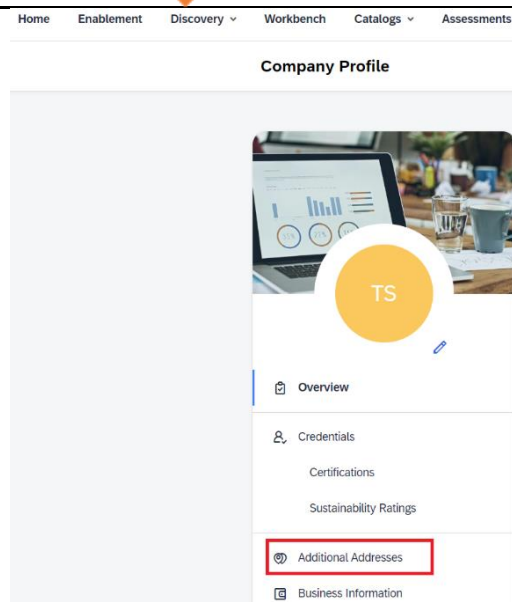 Home Enablement Discovery Workbench Catalogs Assessments
Company Profile
TS
Overview
Credentials
Certifications
Sustainability Ratings
Additional Addresses
Business Information